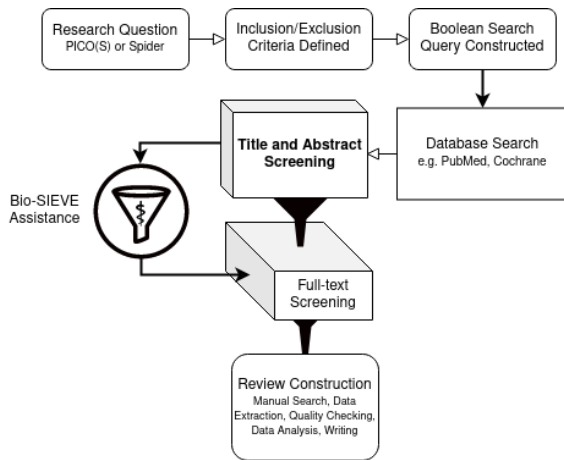 Research Question
PICO(S) or Spider
Inclusion/Exclusion
Criteria Defined
Boolean Search
Query Constructed
Database Search
e.g. PubMed, Cochrane
Title and Abstract
Screening
Bio-SIEVE
Assistance
Full-text
Screening
Review Construction
Manual Search, Data
Extraction, Quality Checking,
Data Analysis, Writing